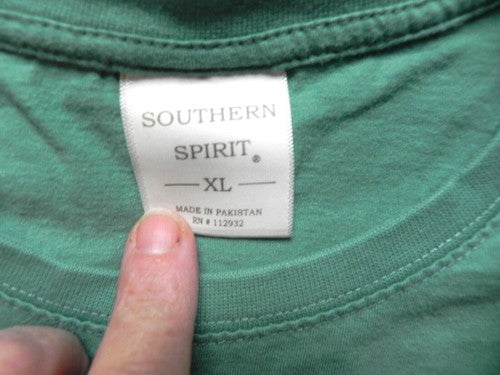 SOUTHERN
SPIRIT®
XL
MADE IN PAKISTAN
RN # 112932